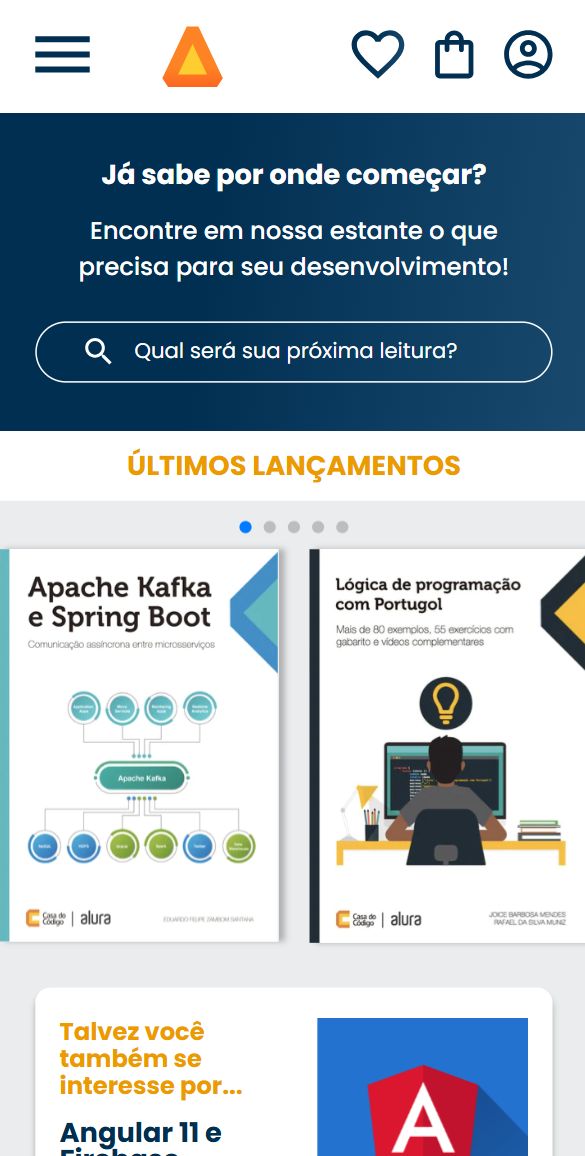 Já sabe por onde começar?
Encontre em nossa estante o que
precisa para seu desenvolvimento!
Qual será sua próxima leitura?
ÚLTIMOS LANÇAMENTOS
Apache Kafka
e Spring Boot
Comunicação assíncrona entre microsserviços
Apache Kafka
Casa do
Código
alura
EDUARDO FELIPE ZAMBOM SANTANA
Lógica de programação
com Portugol
Mais de 80 exemplos, 55 exercícios com
gabarito e vídeos complementares
Casa do
Código
alura
JOICE BARBOSA MENDES
RAFAEL DA SILVA MUNIZ
Talvez você
também se
interesse por...
Angular 11 e
Firebase
A